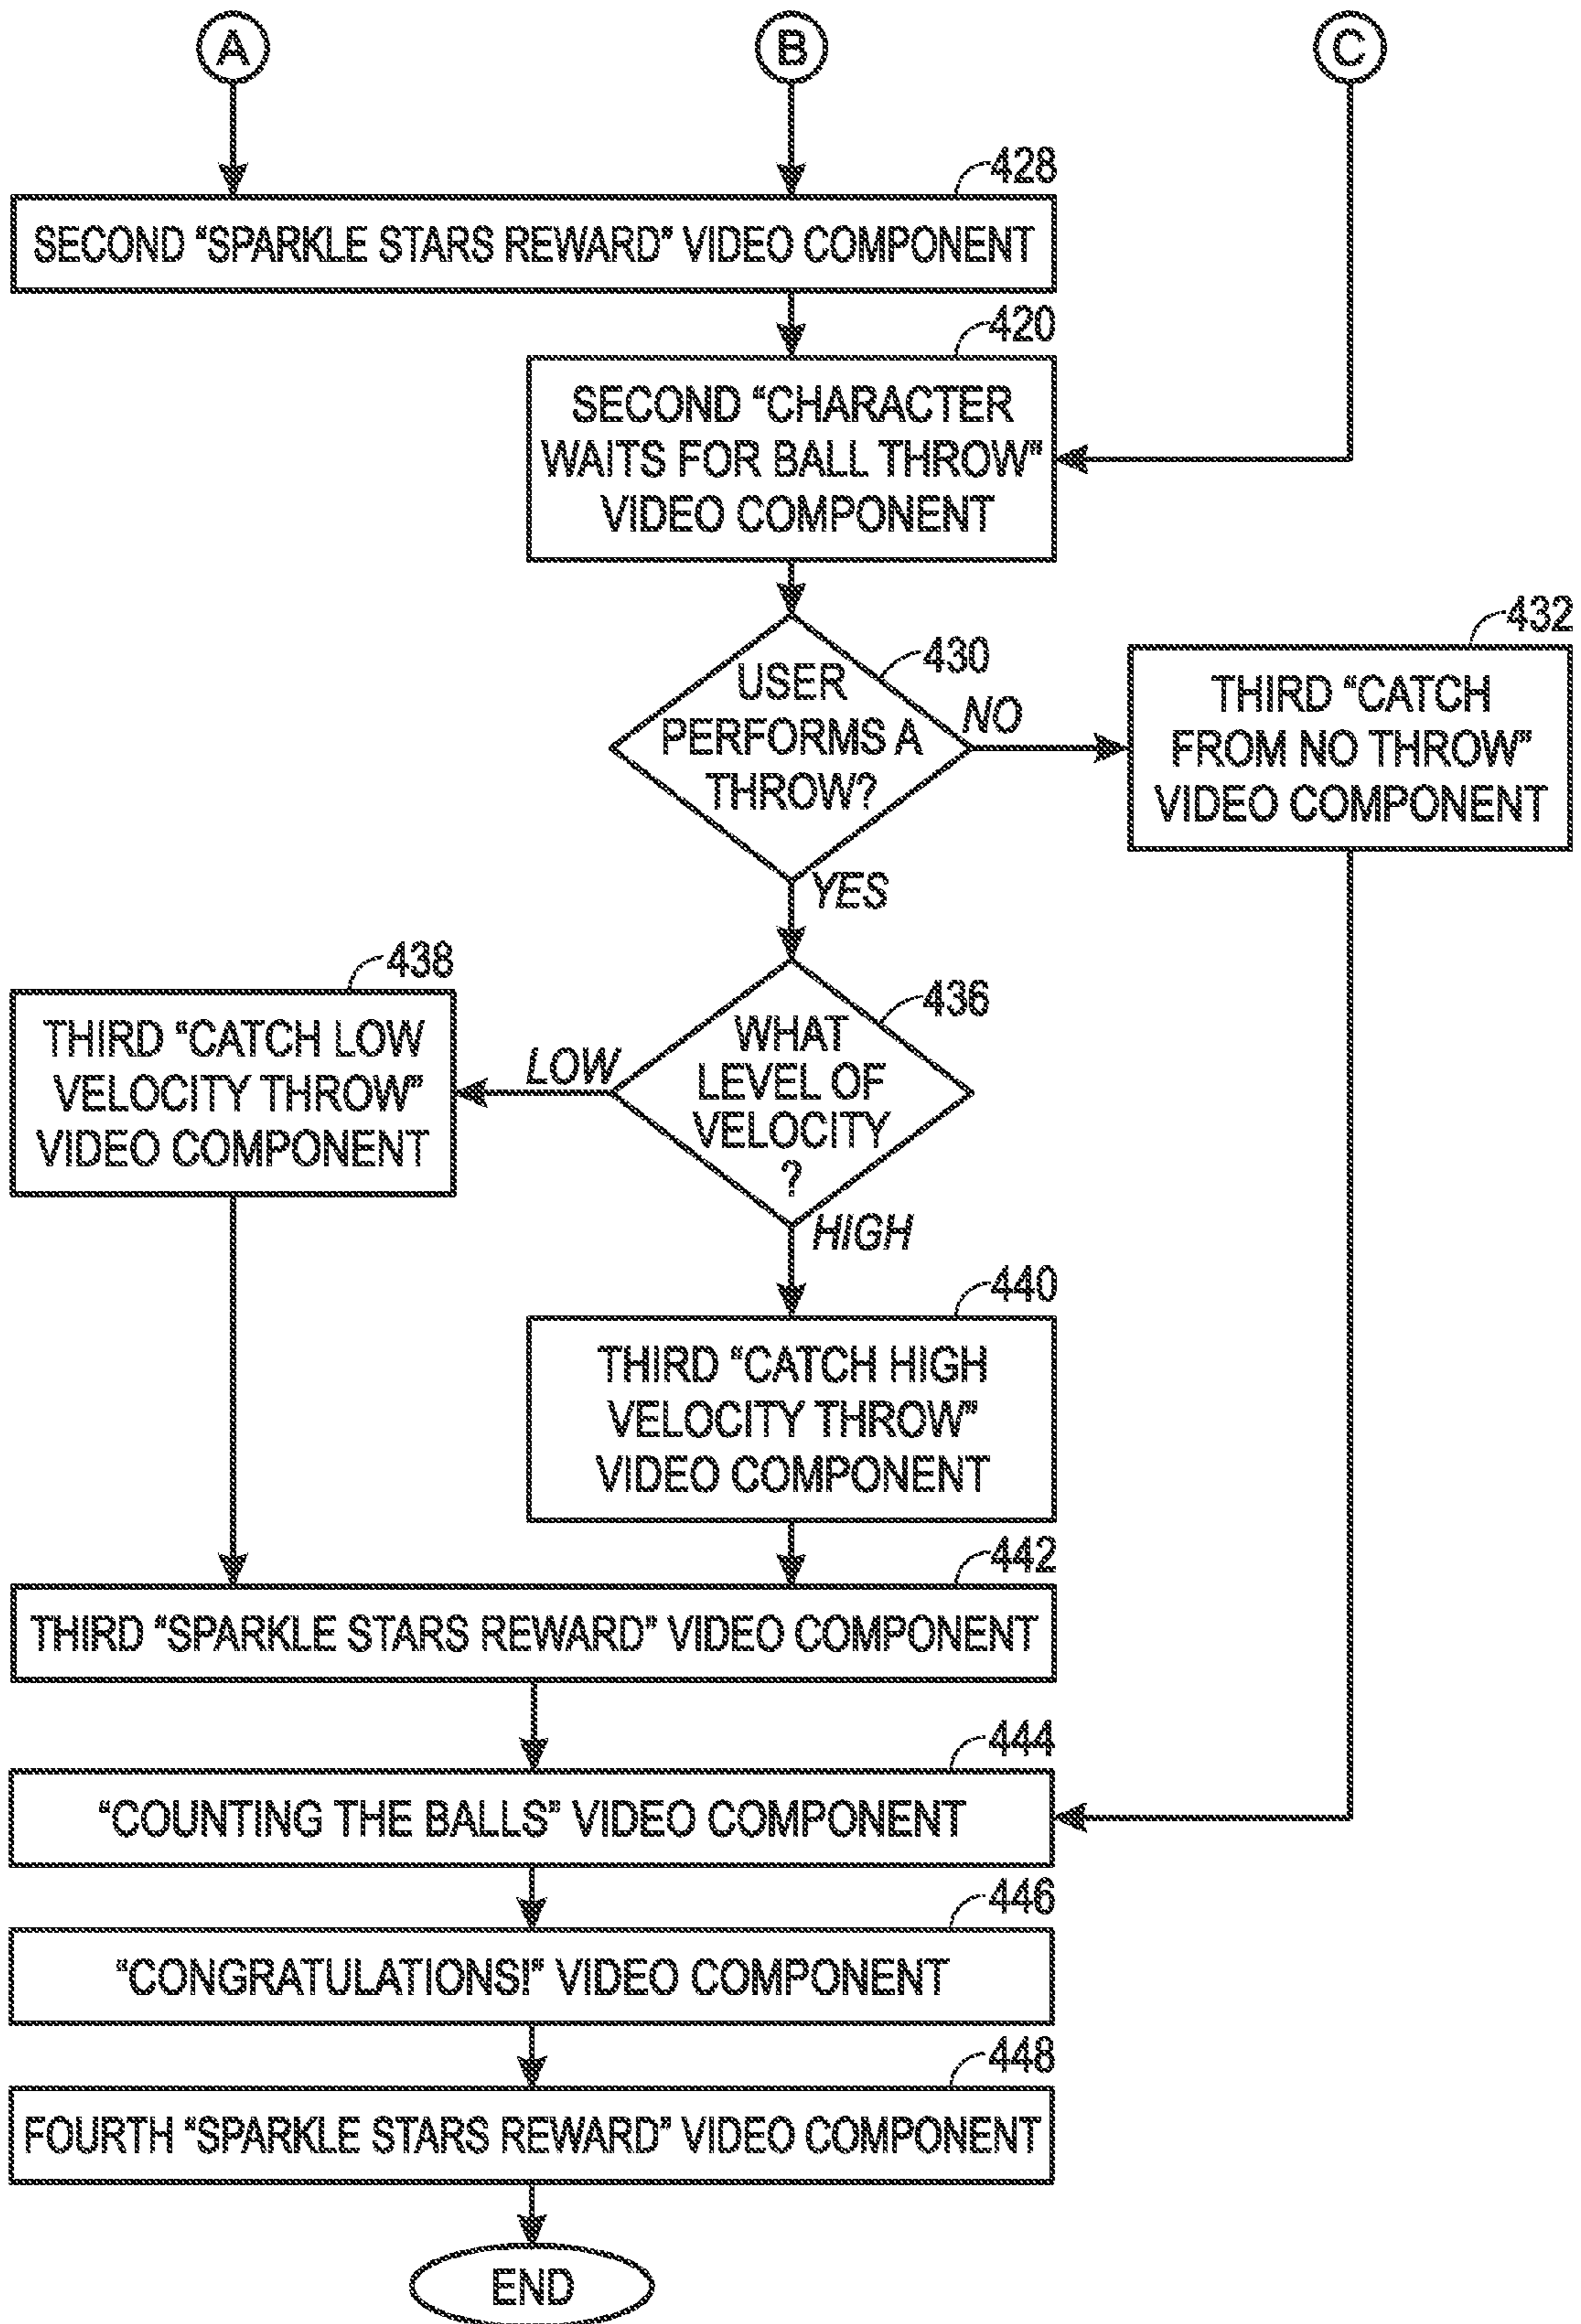 A
B
C
428
SECOND "SPARKLE STARS REWARD" VIDEO COMPONENT
420
SECOND "CHARACTER
WAITS FOR BALL THROW"
VIDEO COMPONENT
430
USER
PERFORMS A
THROW?
NO
YES
432
THIRD "CATCH
FROM NO THROW"
VIDEO COMPONENT
436
WHAT
LEVEL OF
VELOCITY
?
LOW
HIGH
438
THIRD "CATCH LOW
VELOCITY THROW"
VIDEO COMPONENT
440
THIRD "CATCH HIGH
VELOCITY THROW"
VIDEO COMPONENT
442
THIRD "SPARKLE STARS REWARD" VIDEO COMPONENT
444
"COUNTING THE BALLS" VIDEO COMPONENT
446
"CONGRATULATIONS!" VIDEO COMPONENT
448
FOURTH "SPARKLE STARS REWARD" VIDEO COMPONENT
END